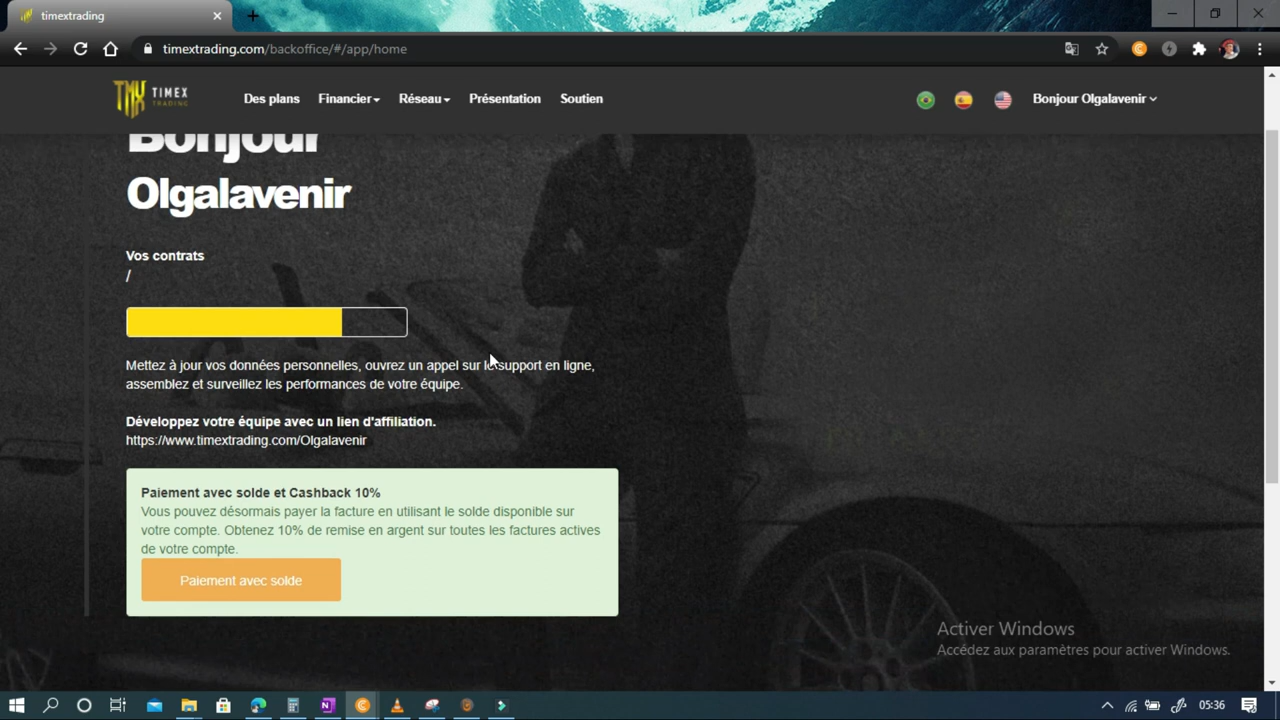 timextrading
timextrading.com/backoffice/#/app/home
TIMEX
TRADING
Des plans
Financier
Réseau
Présentation
Soutien
Bonjour Olgalavenir
Bonjour
Olgalavenir
Vos contrats
/
Mettez à jour vos données personnelles, ouvrez un appel sur le support en ligne,
assemblez et surveillez les performances de votre équipe.
Développez votre équipe avec un lien d'affiliation.
https://www.timextrading.com/Olgalavenir
Paiement avec solde et Cashback 10%
Vous pouvez désormais payer la facture en utilisant le solde disponible sur
votre compte. Obtenez 10% de remise en argent sur toutes les factures actives
de votre compte.
Paiement avec solde
Activer Windows
Accédez aux paramètres pour activer Windows.
05:36